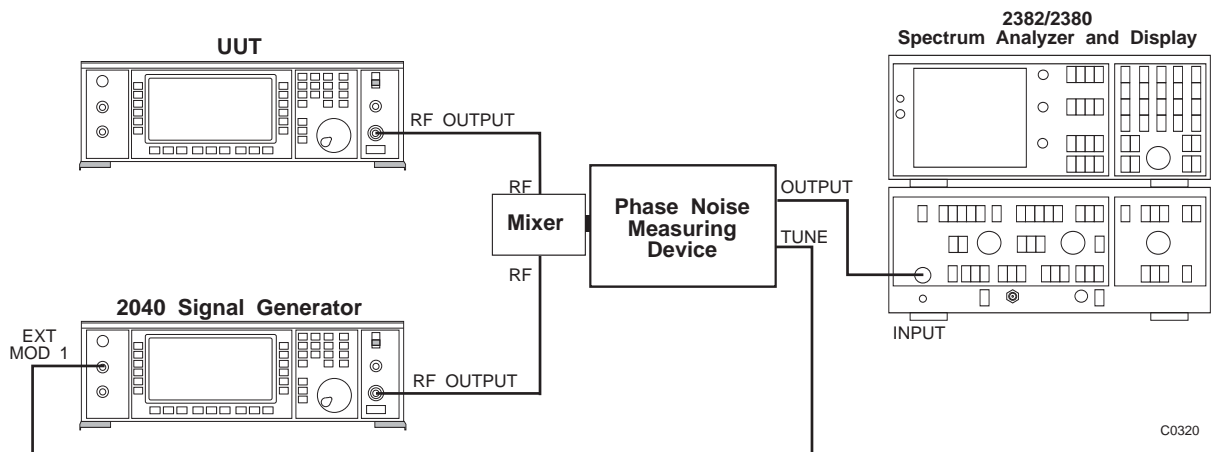 2382/2380
Spectrum Analyzer and Display
UUT
RF OUTPUT
RF
Mixer
RF
Phase Noise
Measuring
Device
OUTPUT
TUNE
INPUT
2040 Signal Generator
EXT
MOD 1
RF OUTPUT
C0320